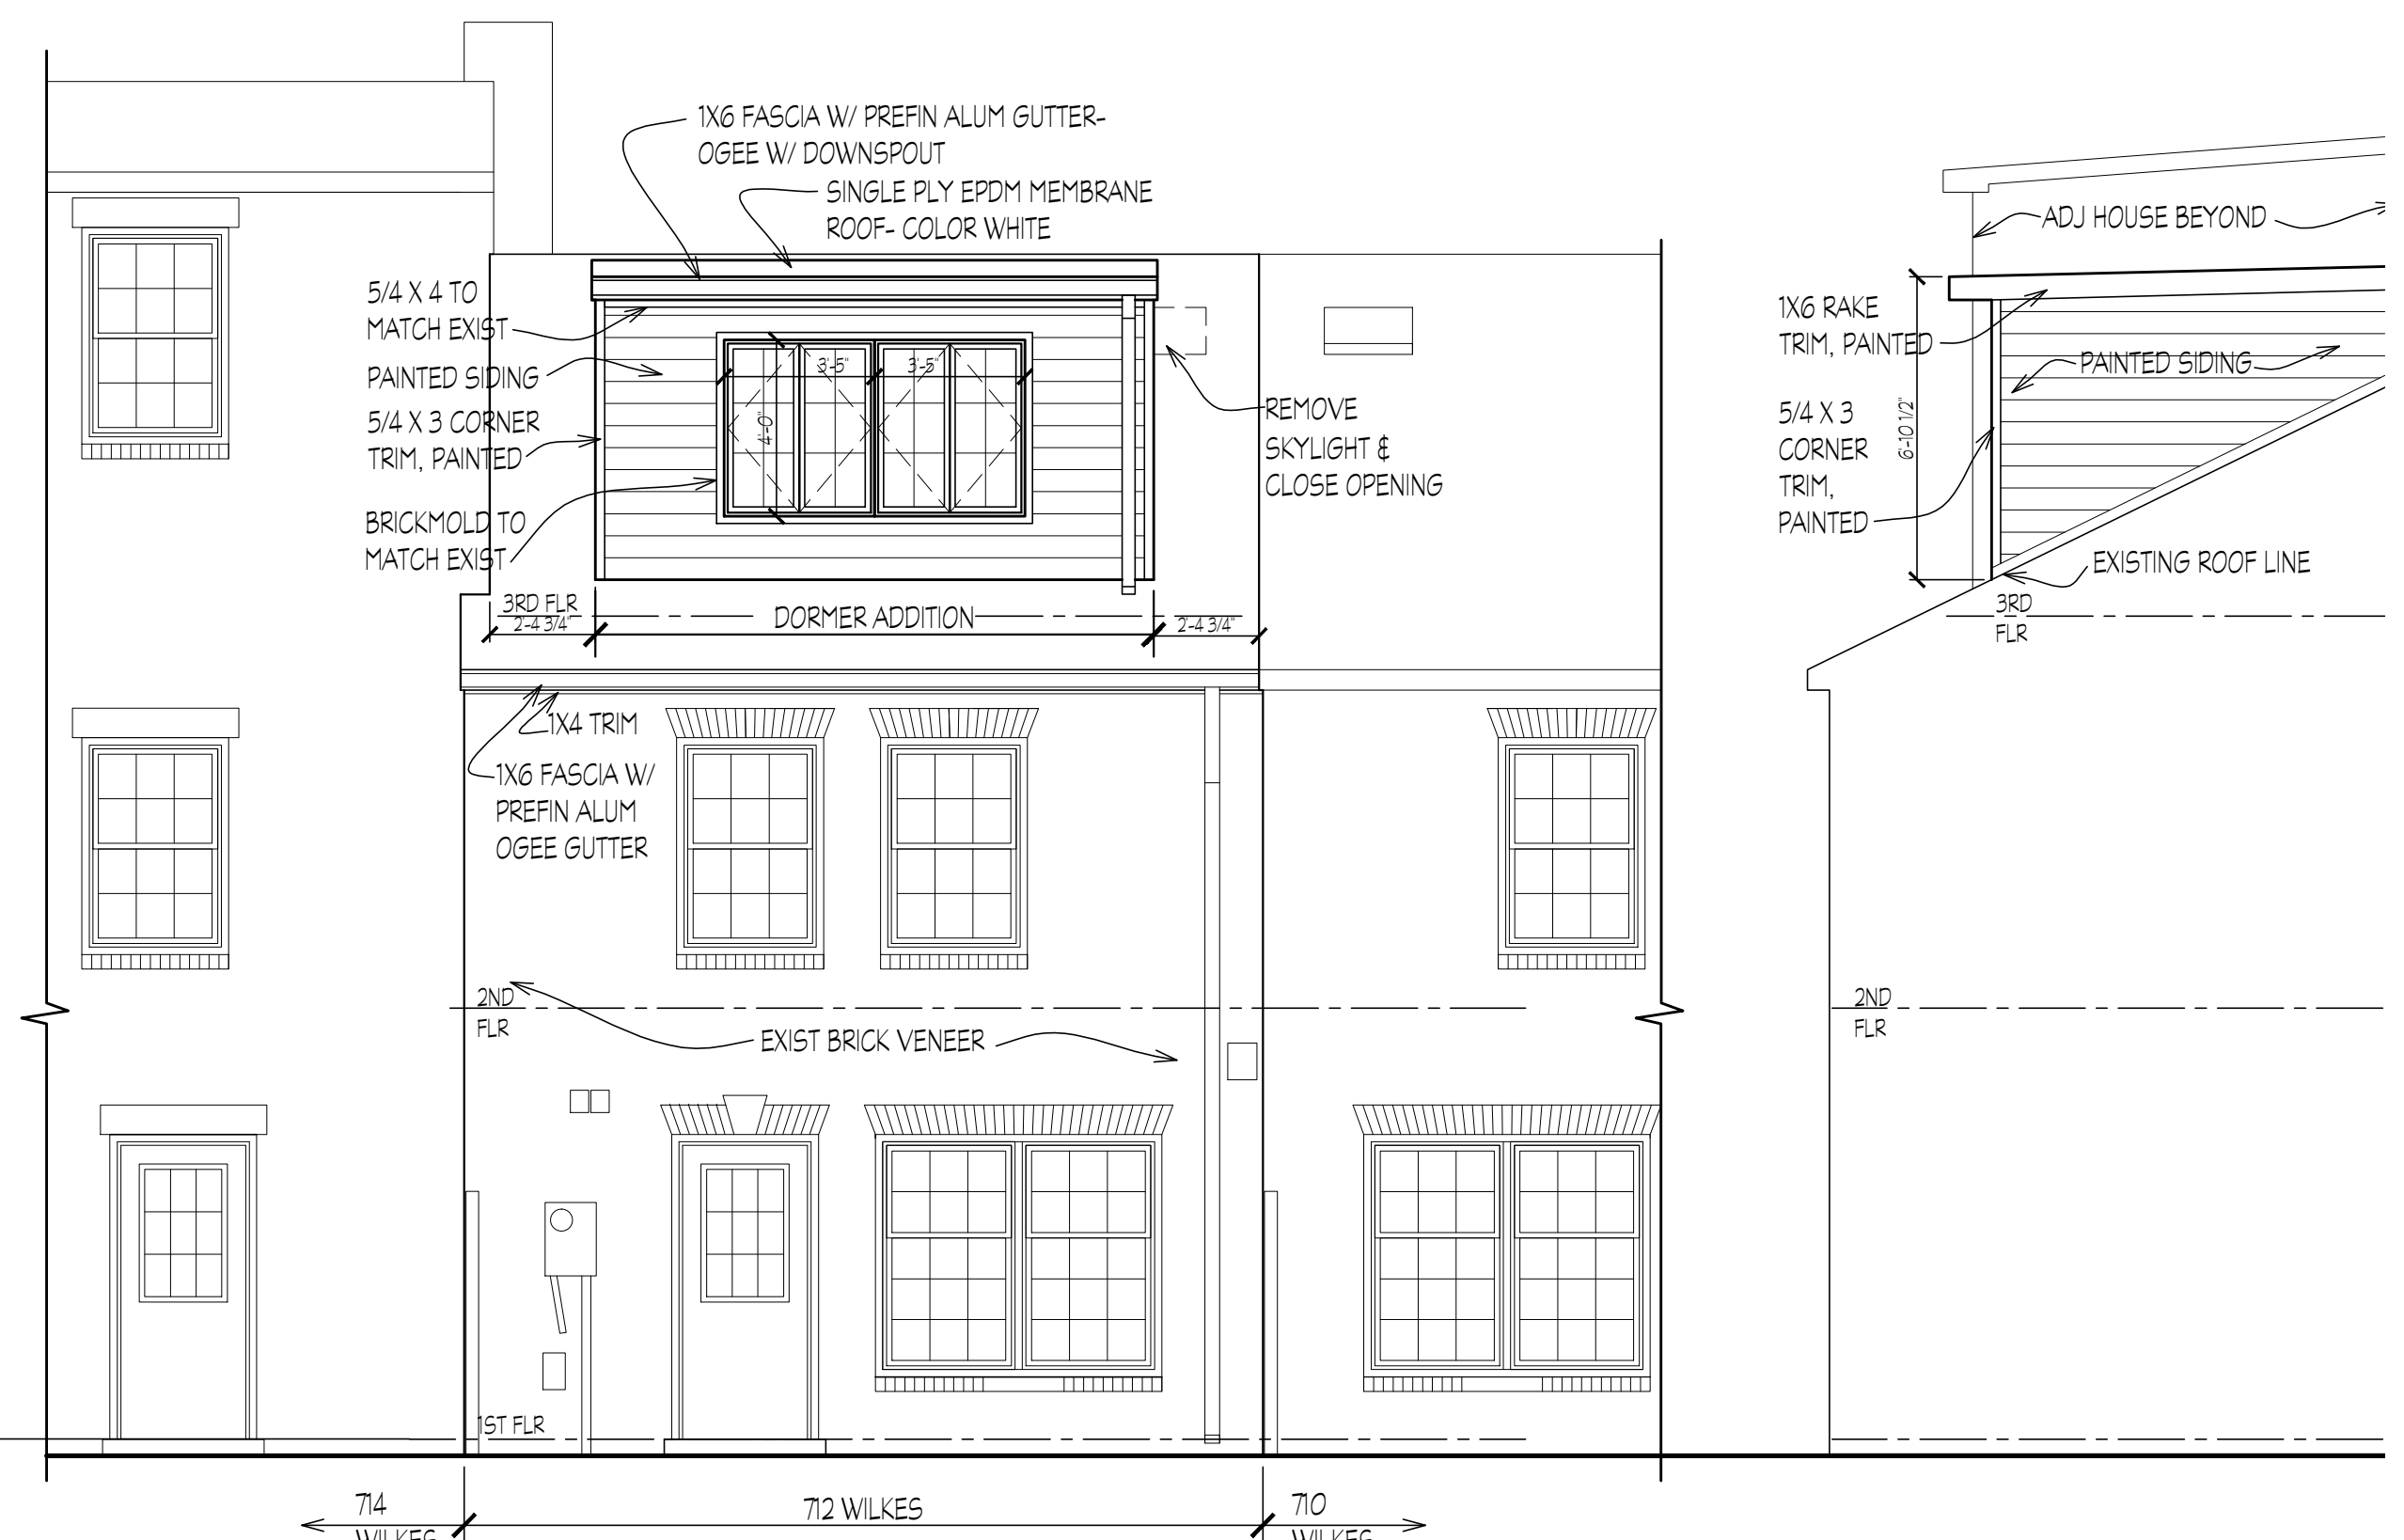 1X6 FASCIA W/ PREFIN ALUM GUTTER-
OGEE W/ DOWNSPOUT
SINGLE PLY EPDM MEMBRANE
ROOF- COLOR WHITE
5/4 X 4 TO
MATCH EXIST
PAINTED SIDING
5/4 X 3 CORNER
TRIM, PAINTED
BRICKMOLD TO
MATCH EXIST
3'-5"
3'-5"
4'-0"
REMOVE
SKYLIGHT &
CLOSE OPENING
3RD FLR
2'-4 3/4"
DORMER ADDITION
2'-4 3/4"
1X4 TRIM
1X6 FASCIA W/
PREFIN ALUM
OGEE GUTTER
2ND
FLR
EXIST BRICK VENEER
1ST FLR
714
WILKES
712 WILKES
710
WILKES
ADJ HOUSE BEYOND
1X6 RAKE
TRIM, PAINTED
PAINTED SIDING
5/4 X 3
CORNER
TRIM,
PAINTED
6'-10 1/2"
EXISTING ROOF LINE
3RD
FLR
2ND
FLR